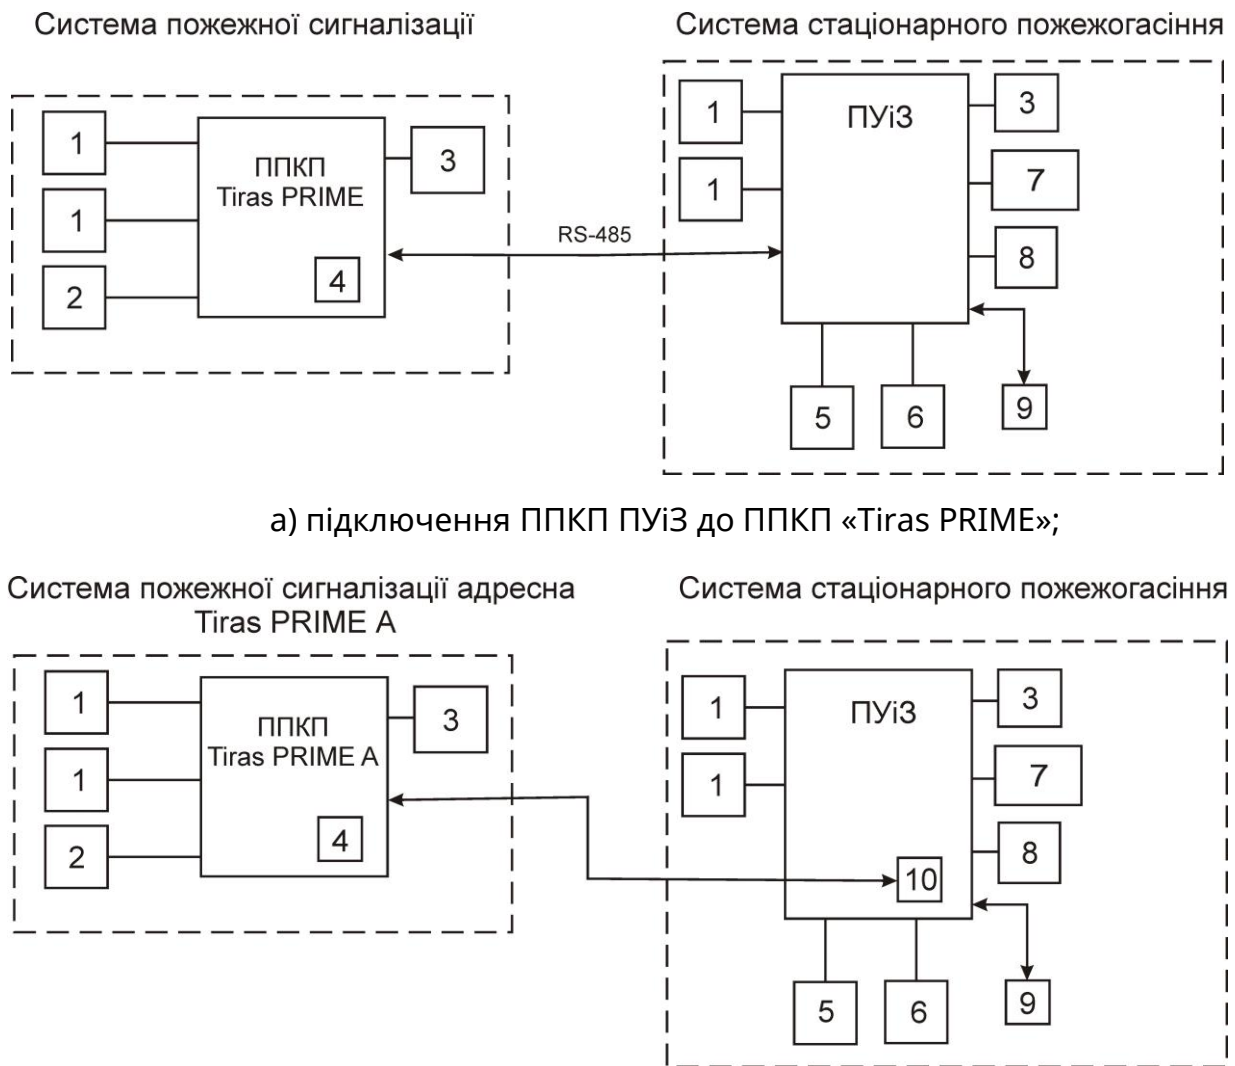 Система пожежної сигналізації
Система стаціонарного пожежогасіння
1
1
2
ППКП
Tiras PRIME
4
3
RS-485
1
1
ПУіЗ
3
7
8
5
6
9
а) підключення ППКП ПУіЗ до ППКП «Tiras PRIME»;
Система пожежної сигналізації адресна
Tiras PRIME A
Система стаціонарного пожежогасіння
1
1
2
ППКП
Tiras PRIME A
4
3
1
1
ПУіЗ
10
3
7
8
5
6
9